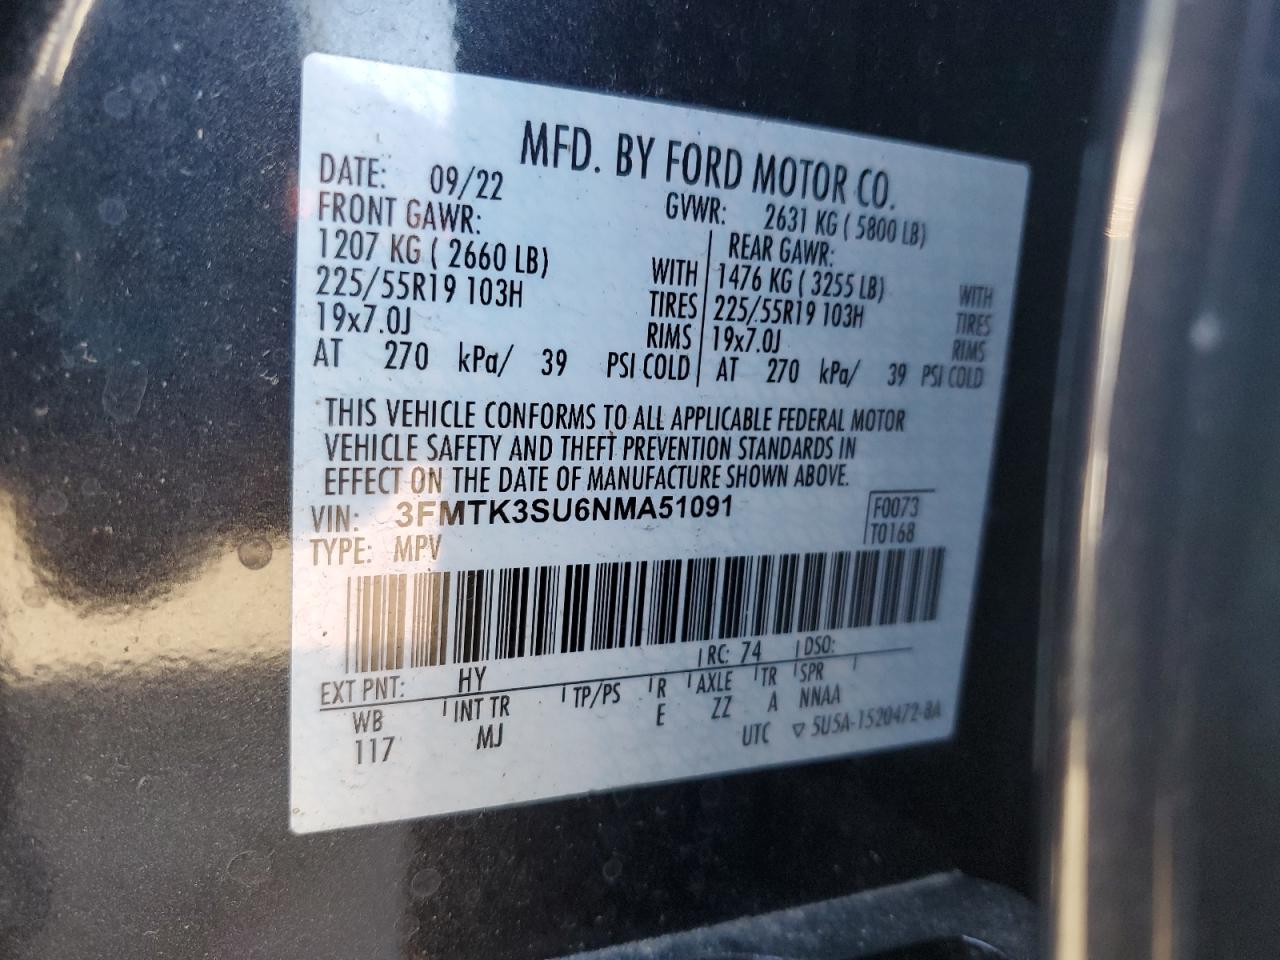 MFD. BY FORD MOTOR CO.
DATE: 09/22 GVWR: 2631 KG ( 5800 LB)
FRONT GAWR: REAR GAWR:
1207 KG ( 2660 LB) WITH 1476 KG ( 3255 LB) WITH
225/55R19 103H TIRES 225/55R19 103H TIRES
19x7.0J RIMS 19x7.0J RIMS
AT 270 kPa/ 39 PSI COLD AT 270 kPa/ 39 PSI COLD
THIS VEHICLE CONFORMS TO ALL APPLICABLE FEDERAL MOTOR
VEHICLE SAFETY AND THEFT PREVENTION STANDARDS IN
EFFECT ON THE DATE OF MANUFACTURE SHOWN ABOVE.
VIN: 3FMTK3SU6NMA51091 F0073
TYPE: MPV T0168
EXT PNT: HY RC: 74 DSO:
WB INT TR TP/PS R AXLE TR SPR
117 MJ E ZZ A NNAA
UTC ▽ 5U5A-1520472-BA